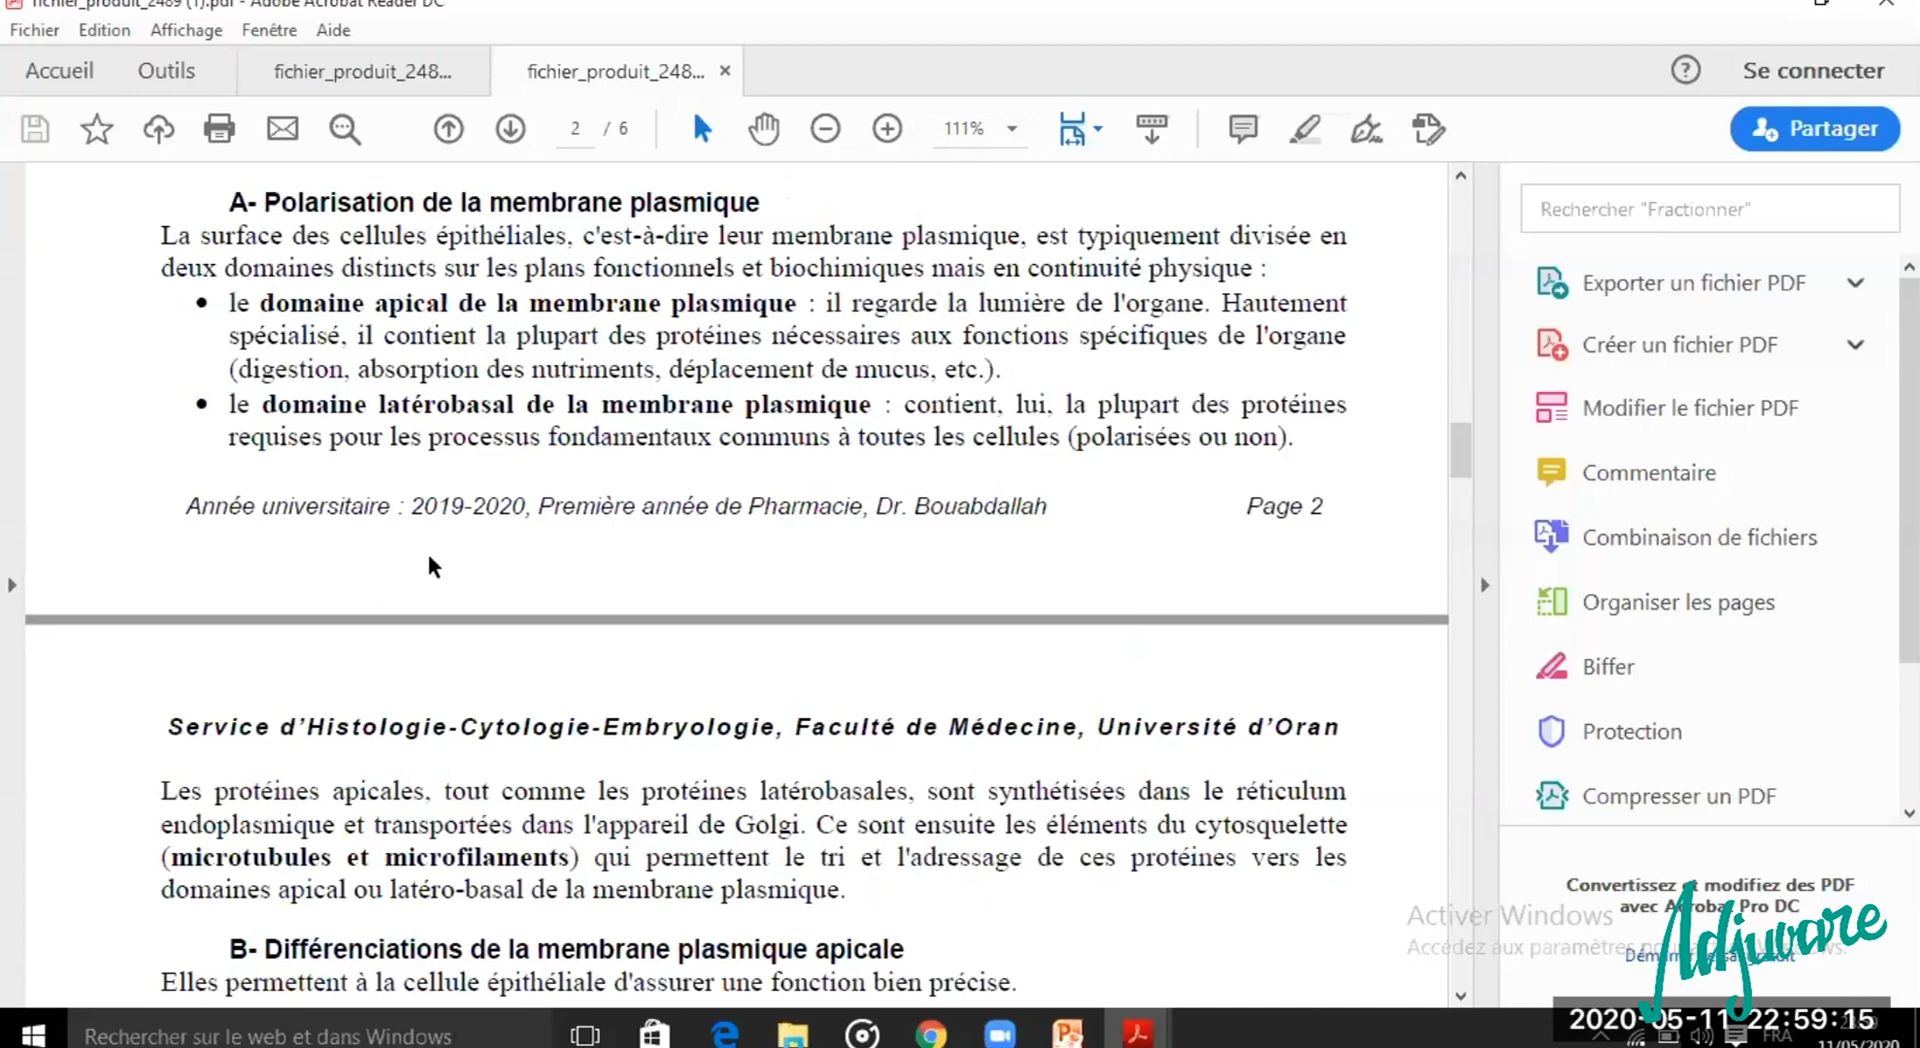 fichier_produit_2489 (1).pdf - Adobe Acrobat Reader DC
Fichier Edition Affichage Fenêtre Aide
Accueil Outils fichier_produit_248... fichier_produit_248... × Se connecter
2 / 6 111% Partager
A- Polarisation de la membrane plasmique
La surface des cellules épithéliales, c'est-à-dire leur membrane plasmique, est typiquement divisée en
deux domaines distincts sur les plans fonctionnels et biochimiques mais en continuité physique :
• le domaine apical de la membrane plasmique : il regarde la lumière de l'organe. Hautement
spécialisé, il contient la plupart des protéines nécessaires aux fonctions spécifiques de l'organe
(digestion, absorption des nutriments, déplacement de mucus, etc.).
• le domaine latérobasal de la membrane plasmique : contient, lui, la plupart des protéines
requises pour les processus fondamentaux communs à toutes les cellules (polarisées ou non).
Année universitaire : 2019-2020, Première année de Pharmacie, Dr. Bouabdallah Page 2
Service d'Histologie-Cytologie-Embryologie, Faculté de Médecine, Université d'Oran
Les protéines apicales, tout comme les protéines latérobasales, sont synthétisées dans le réticulum
endoplasmique et transportées dans l'appareil de Golgi. Ce sont ensuite les éléments du cytosquelette
(microtubules et microfilaments) qui permettent le tri et l'adressage de ces protéines vers les
domaines apical ou latéro-basal de la membrane plasmique.
B- Différenciations de la membrane plasmique apicale
Elles permettent à la cellule épithéliale d'assurer une fonction bien précise.
Rechercher "Fractionner"
Exporter un fichier PDF
Créer un fichier PDF
Modifier le fichier PDF
Commentaire
Combinaison de fichiers
Organiser les pages
Biffer
Protection
Compresser un PDF
Convertissez et modifiez des PDF
avec Acrobat Pro DC
Activer Windows
Accédez aux paramètres
Adjuware
Rechercher sur le web et dans Windows
2020-05-11 22:59:15
FRA
11/05/2020